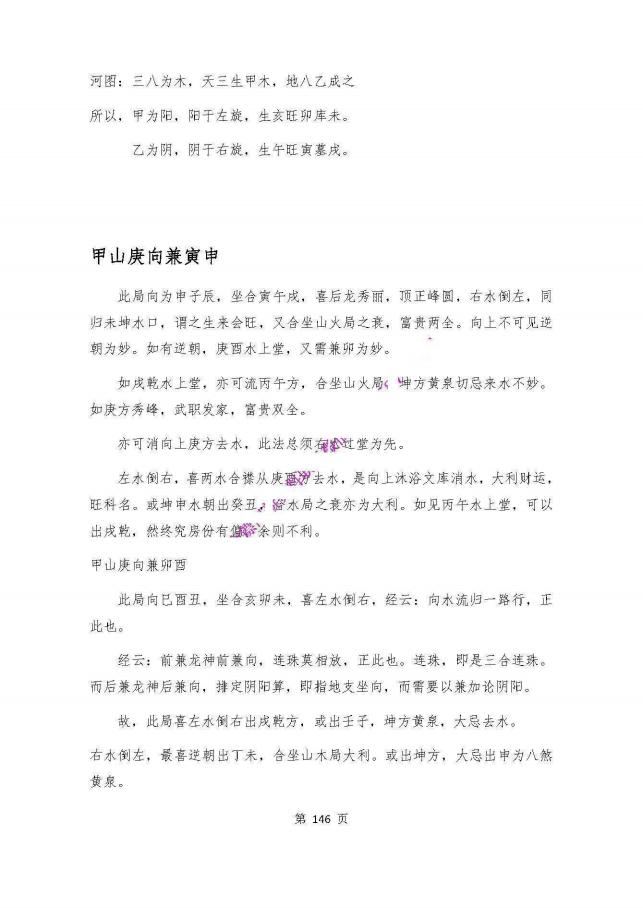 河图：三八为木，天三生甲木，地八乙成之
所以，甲为阳，阳干左旋，生亥旺卯库未。
乙为阴，阴干右旋，生午旺寅墓戌。
甲山庚向兼寅申
此局向为申子辰，坐合寅午戌，喜后龙秀丽，顶正峰圆，右水倒左，同
归未坤水口，谓之生来会旺，又合坐山火局之衰，富贵两全。向上不可见逆
朝为妙。如有逆朝，庚酉水上堂，又需兼卯为妙。
如戌乾水上堂，亦可流丙午方，合坐山火局，坤方黄泉切忌来水不妙。
如庚方秀峰，武职发家，富贵双全。
亦可消向上庚方去水，此法总须右 过堂为先。
左水倒右，喜两水合襟从庚酉方去水，是向上沐浴文库消水，大利财运，
旺科名。或坤申水朝出癸丑， 水局之衰亦为大利。如见丙午水上堂，可以
出戌乾，然终究房份有 余则不利。
甲山庚向兼卯酉
此局向巳酉丑，坐合亥卯未，喜左水倒右，经云：向水流归一路行，正
此也。
经云：前兼龙神前兼向，连珠莫相放，正此也。连珠，即是三合连珠。
而后兼龙神后兼向，排定阴阳算，即指地支坐向，而需要以兼加论阴阳。
故，此局喜左水倒右出戌乾方，或出壬子，坤方黄泉，大忌去水。
右水倒左，最喜逆朝出丁未，合坐山木局大利。或出坤方，大忌出申为八煞
黄泉。
第 146 页